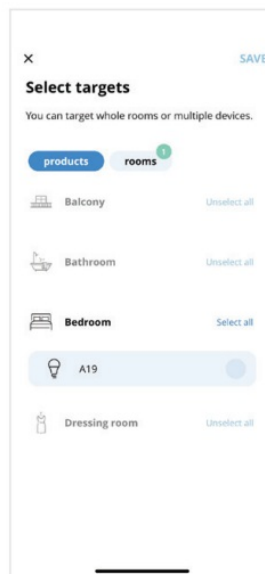 ×
SAVE
Select targets
You can target whole rooms or multiple devices.
products rooms 1
Balcony Unselect all
Bathroom Unselect all
Bedroom Select all
A19
Dressing room Unselect all